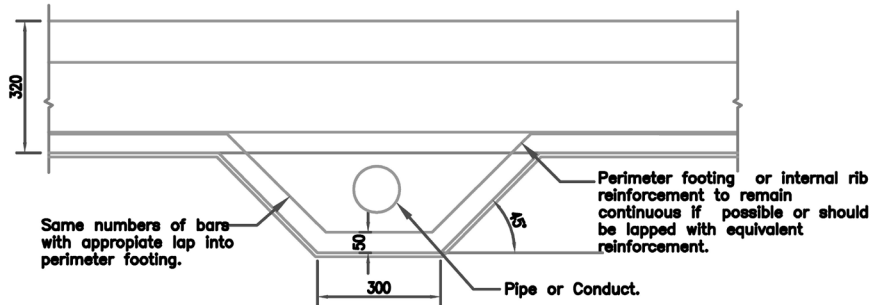 320
Same numbers of bars
with appropiate lap into
perimeter footing.
50
300
45°
Perimeter footing or internal rib
reinforcement to remain
continuous if possible or should
be lapped with equivalent
reinforcement.
Pipe or Conduct.